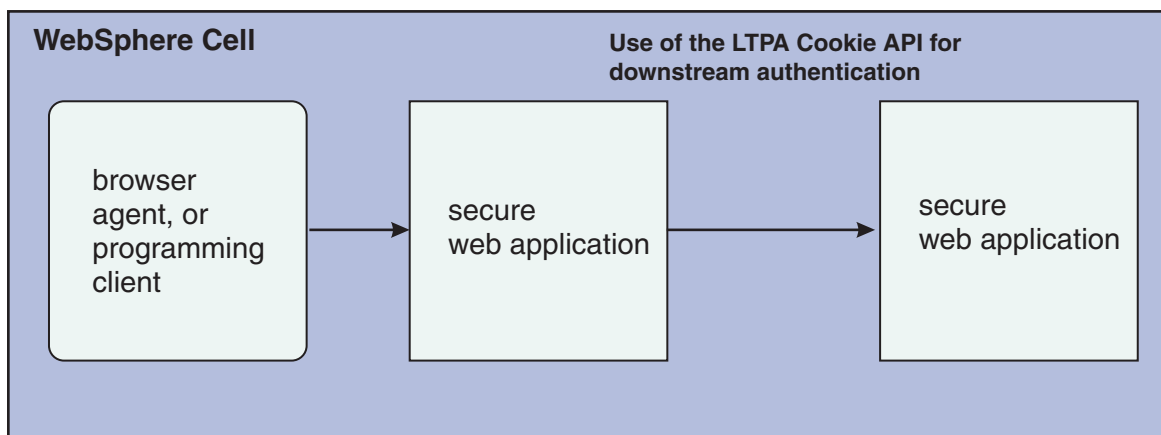 WebSphere Cell
Use of the LTPA Cookie API for
downstream authentication
browser
agent, or
programming
client
secure
web application
secure
web application